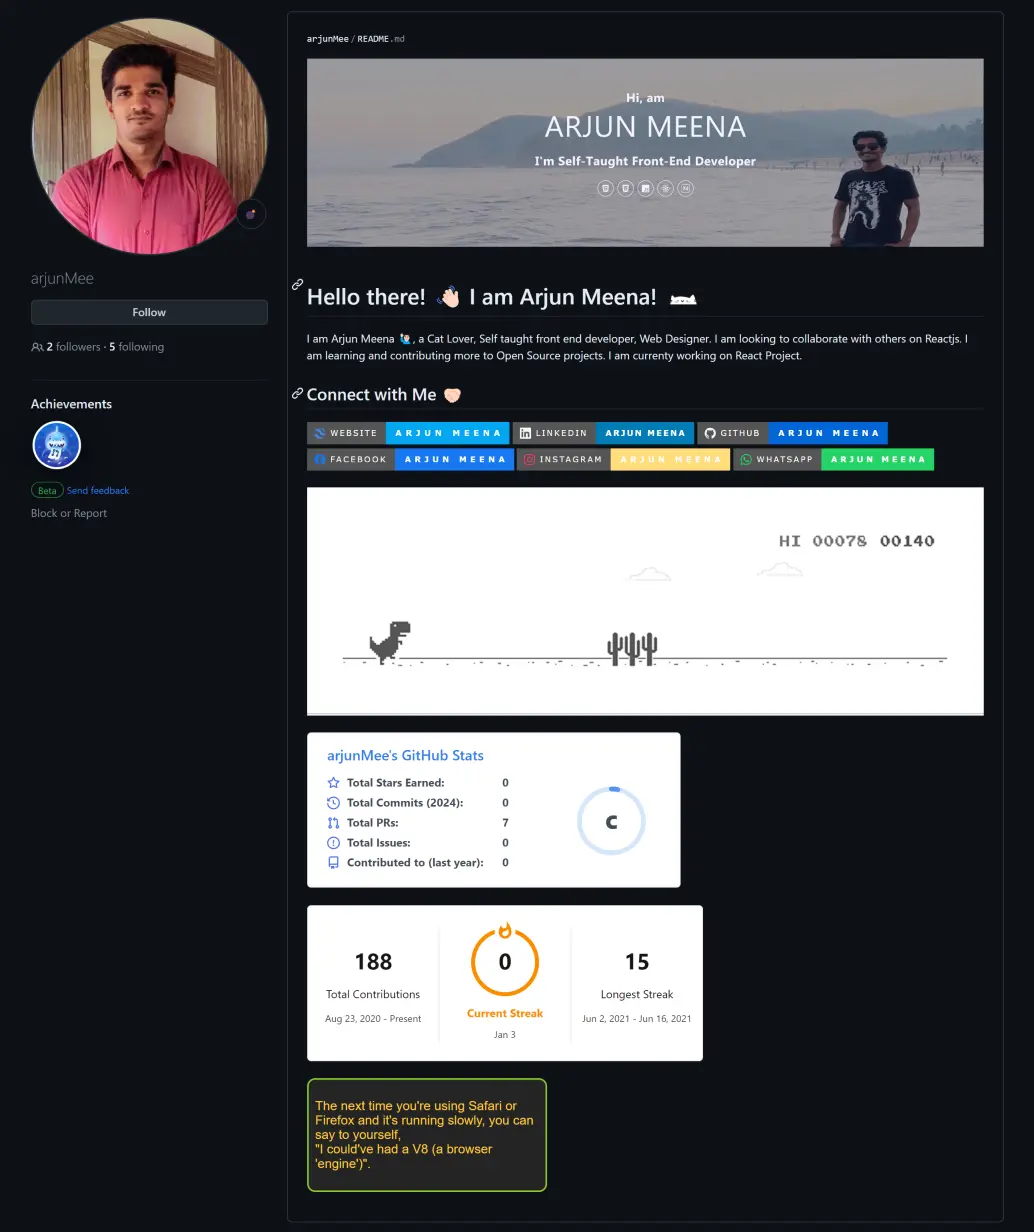 arjunMee
Follow
2 followers · 5 following
Achievements
Beta Send feedback
Block or Report
arjunMee / README.md
Hi, am
ARJUN MEENA
I'm Self-Taught Front-End Developer
Hello there! 👋🏻 I am Arjun Meena!
I am Arjun Meena 🙋🏻‍♂️, a Cat Lover, Self taught front end developer, Web Designer. I am looking to collaborate with others on Reactjs. I
am learning and contributing more to Open Source projects. I am currenty working on React Project.
Connect with Me
WEBSITE ARJUN MEENA LINKEDIN ARJUN MEENA GITHUB ARJUN MEENA
FACEBOOK ARJUN MEENA INSTAGRAM ARJUN MEENA WHATSAPP ARJUN MEENA
HI 00078 00140
arjunMee's GitHub Stats
Total Stars Earned: 0
Total Commits (2024): 0
Total PRs: 7
Total Issues: 0
Contributed to (last year): 0
C
188
Total Contributions
Aug 23, 2020 - Present
0
Current Streak
Jan 3
15
Longest Streak
Jun 2, 2021 - Jun 16, 2021
The next time you're using Safari or
Firefox and it's running slowly, you can
say to yourself,
"I could've had a V8 (a browser
'engine')".